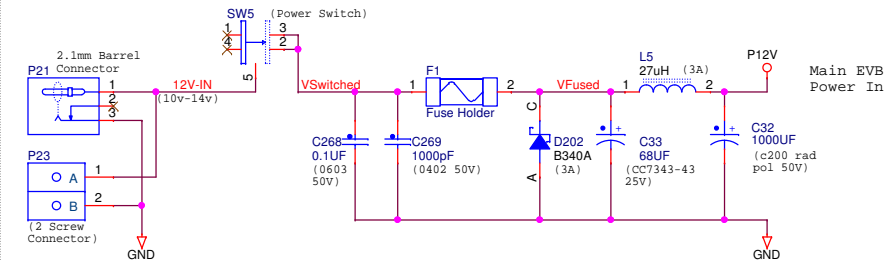 SW5
(Power Switch)
1
4
3
2
5
2.1mm Barrel
Connector
P21
1
2
3
12V-IN
(10v-14v)
P23
A
1
B
2
(2 Screw
Connector)
GND
VSwitched
1
F1
2
Fuse Holder
C268
0.1UF
(0603
50V)
C269
1000pF
(0402 50V)
C
A
D202
B340A
(3A)
VFused
C33
68UF
(CC7343-43
25V)
L5
27uH
(3A)
1
2
P12V
C32
1000UF
(c200 rad
pol 50V)
Main EVB
Power In
GND
+
+